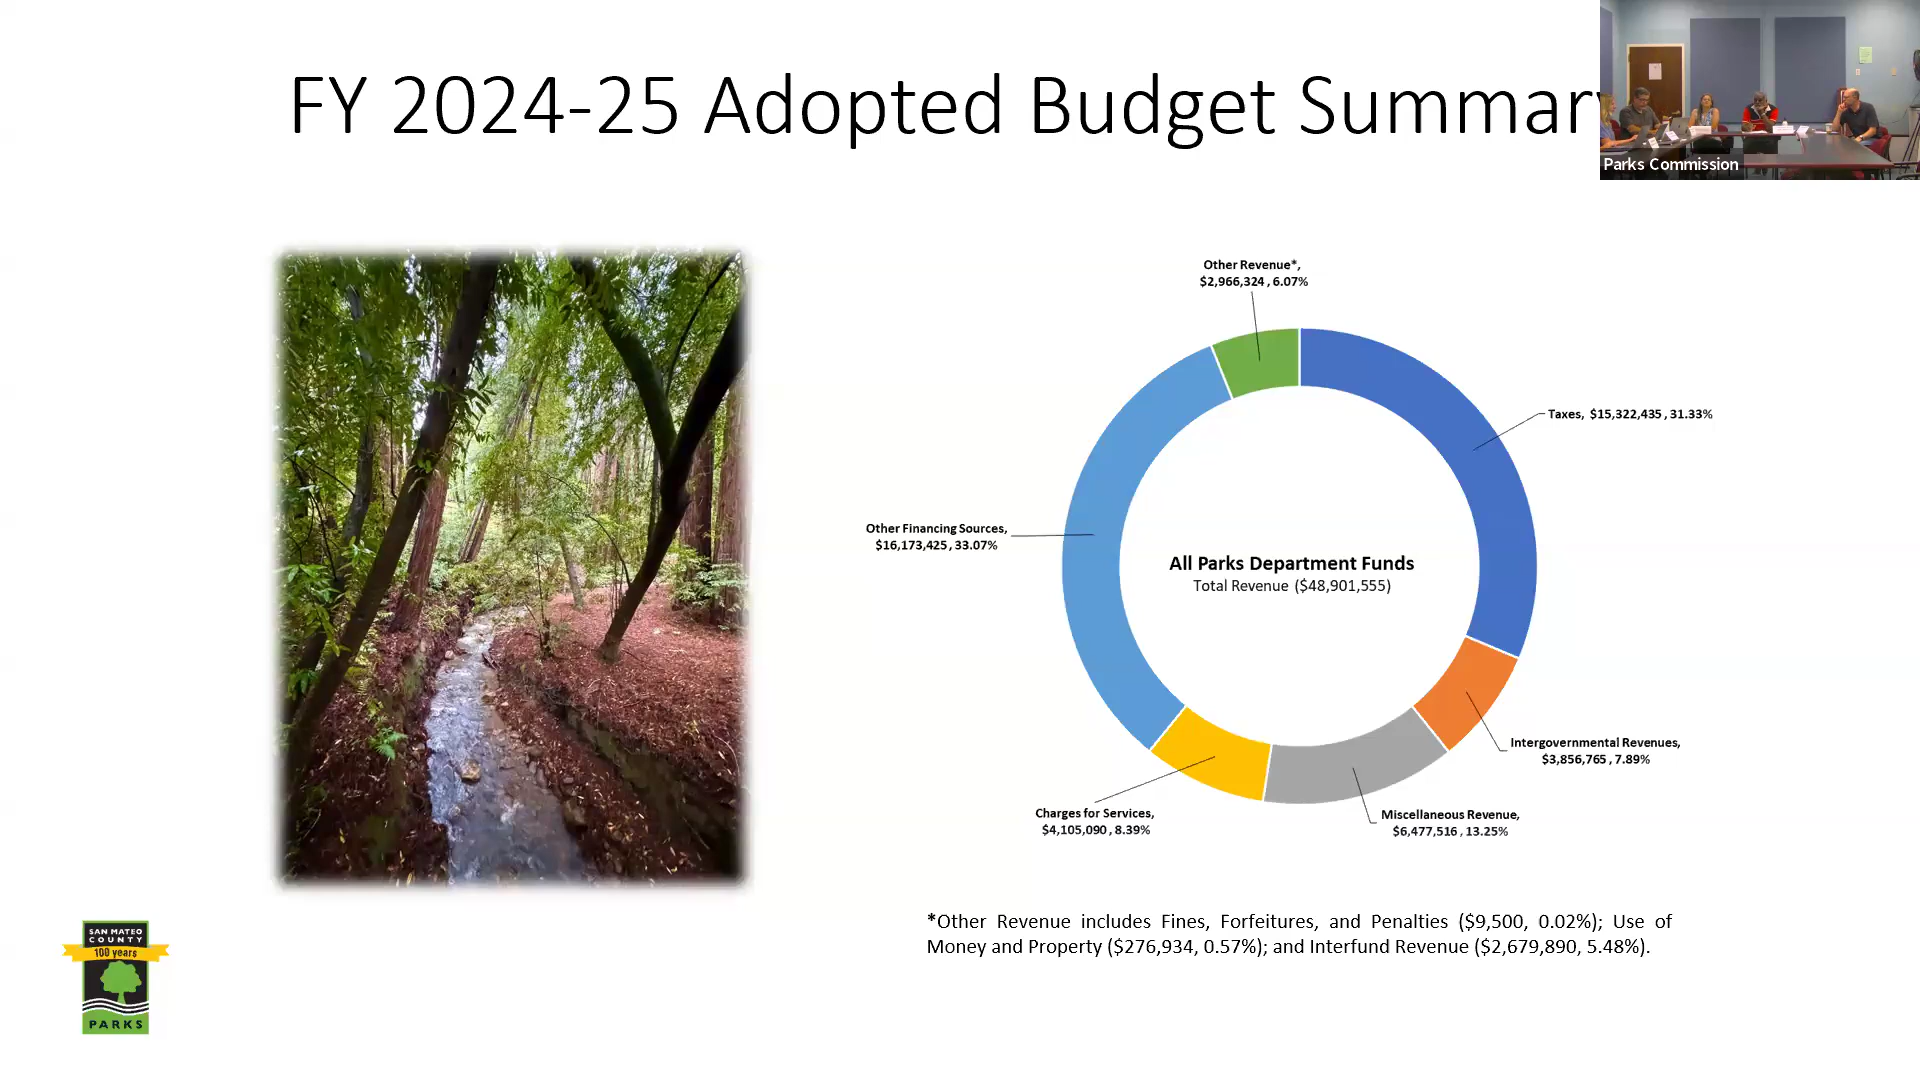 FY 2024-25 Adopted Budget Summary
Parks Commission
Other Revenue*,
$2,966,324 , 6.07%
Taxes, $15,322,435 , 31.33%
Other Financing Sources,
$16,173,425 , 33.07%
All Parks Department Funds
Total Revenue ($48,901,555)
Intergovernmental Revenues,
$3,856,765 , 7.89%
Charges for Services,
$4,105,090 , 8.39%
Miscellaneous Revenue,
$6,477,516 , 13.25%
*Other Revenue includes Fines, Forfeitures, and Penalties ($9,500, 0.02%); Use of
Money and Property ($276,934, 0.57%); and Interfund Revenue ($2,679,890, 5.48%).
SAN MATEO
COUNTY
100 years
PARKS